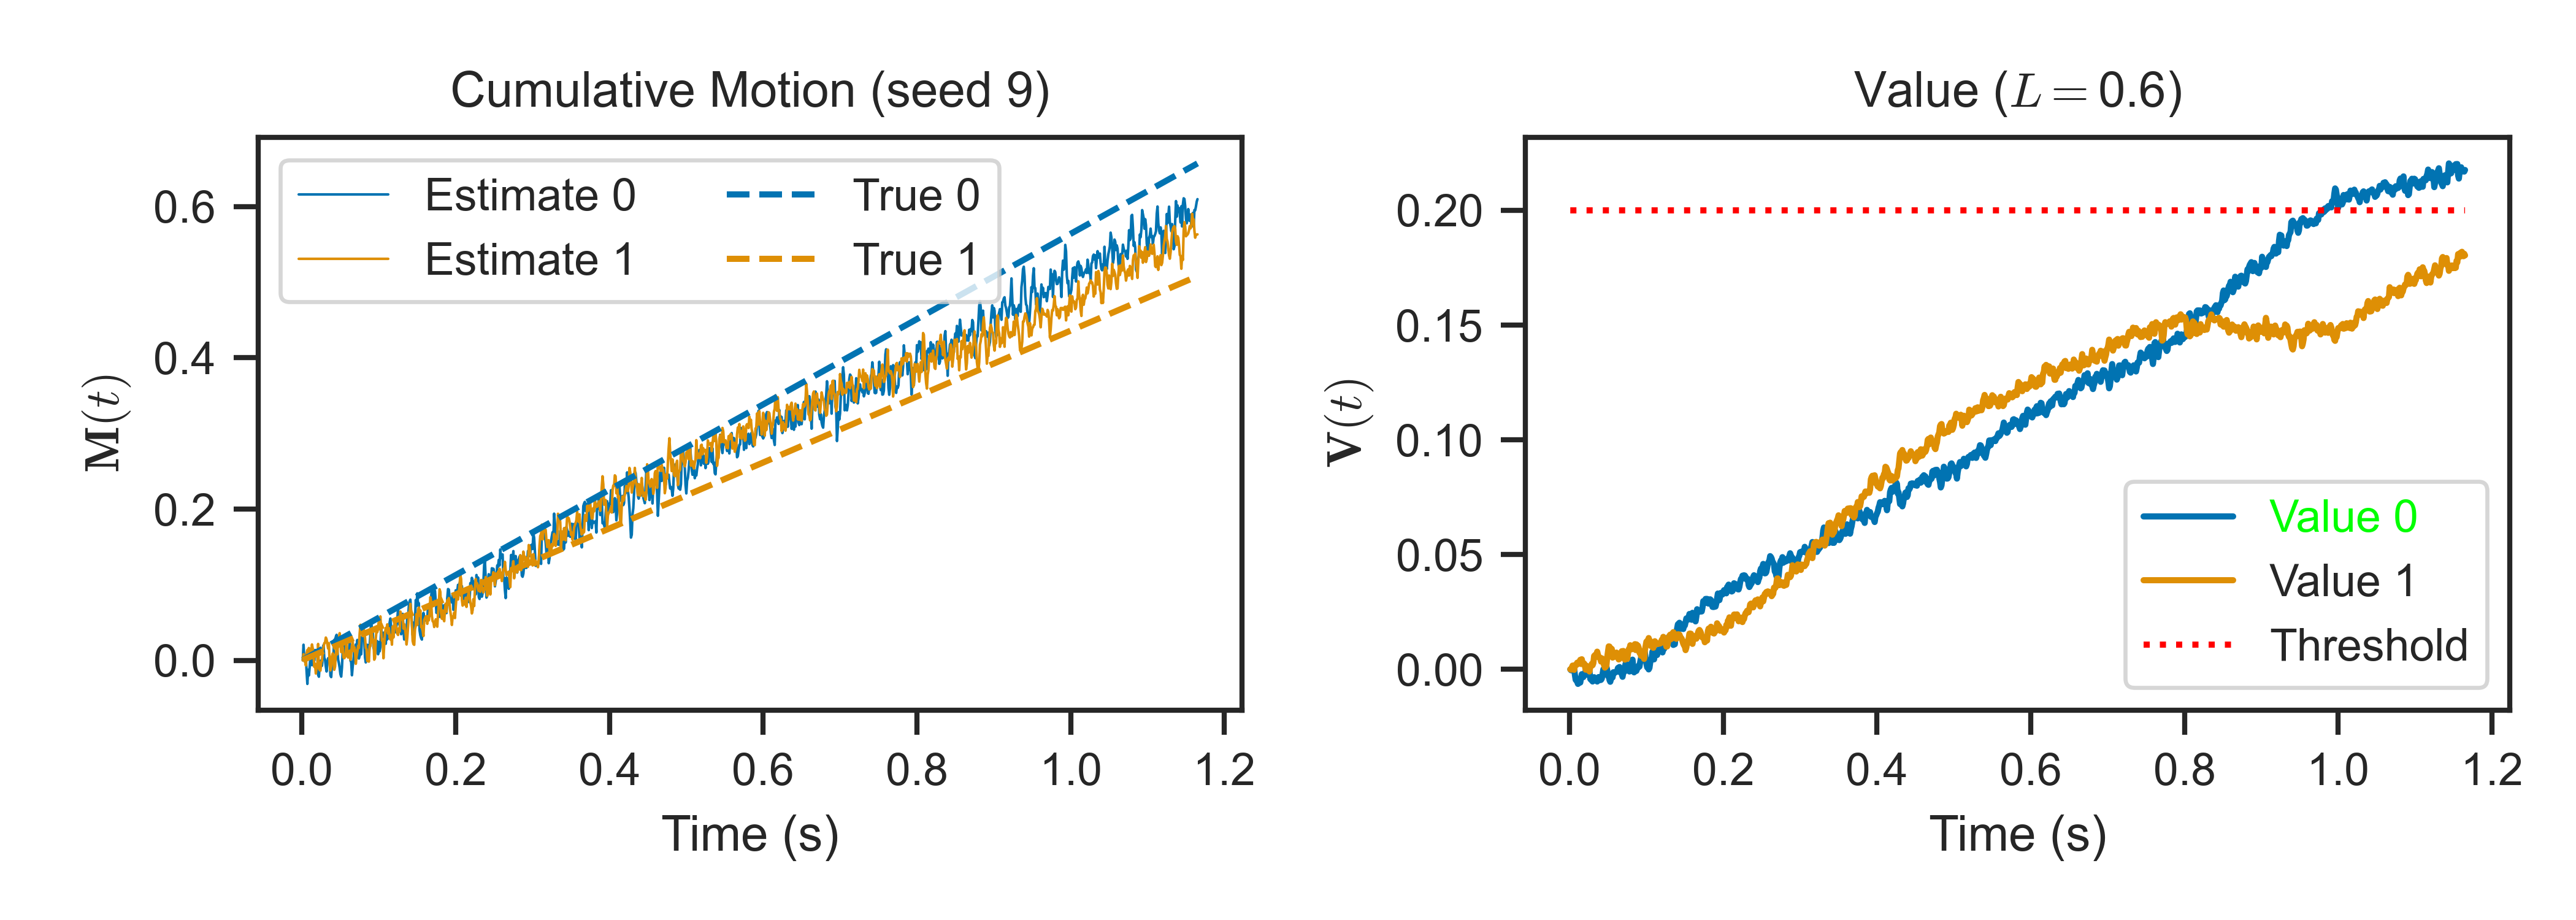 Cumulative Motion (seed 9)
Estimate 0
Estimate 1
True 0
True 1
0.6
0.4
0.2
0.0
M(t)
0.0 0.2 0.4 0.6 0.8 1.0 1.2
Time (s)
Value (L = 0.6)
0.20
0.15
0.10
0.05
0.00
V(t)
Value 0
Value 1
Threshold
0.0 0.2 0.4 0.6 0.8 1.0 1.2
Time (s)